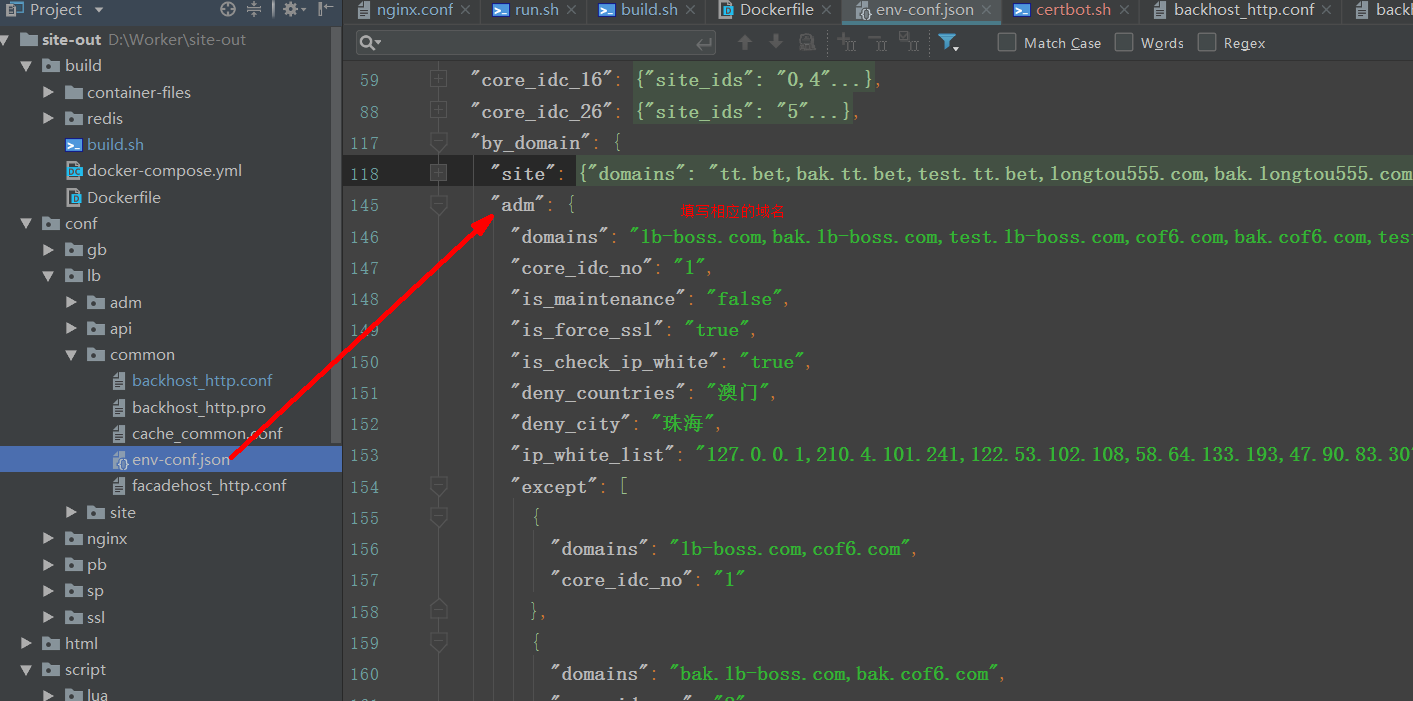 Project
nginx.conf
run.sh
build.sh
Dockerfile
env-conf.json
certbot.sh
backhost_http.conf
Match Case
Words
Regex
site-out D:\Worker\site-out
build
container-files
redis
build.sh
docker-compose.yml
Dockerfile
conf
gb
lb
adm
api
common
backhost_http.conf
backhost_http.pro
cache_common.conf
env-conf.json
facadehost_http.conf
site
nginx
pb
sp
ssl
html
script
lua
59 "core_idc_16": {"site_ids": "0,4"...},
88 "core_idc_26": {"site_ids": "5"...},
117 "by_domain": {
118 "site": {"domains": "tt.bet,bak.tt.bet,test.tt.bet,longtou555.com,bak.longtou555.com
145 "adm": {
填写相应的域名
146 "domains": "lb-boss.com,bak.lb-boss.com,test.lb-boss.com,cof6.com,bak.cof6.com,tes
147 "core_idc_no": "1",
148 "is_maintenance": "false",
149 "is_force_ssl": "true",
150 "is_check_ip_white": "true",
151 "deny_countries": "澳门",
152 "deny_city": "珠海",
153 "ip_white_list": "127.0.0.1,210.4.101.241,122.53.102.108,58.64.133.193,47.90.83.30
154 "except": [
155 {
156 "domains": "lb-boss.com,cof6.com",
157 "core_idc_no": "1"
158 },
159 {
160 "domains": "bak.lb-boss.com,bak.cof6.com",